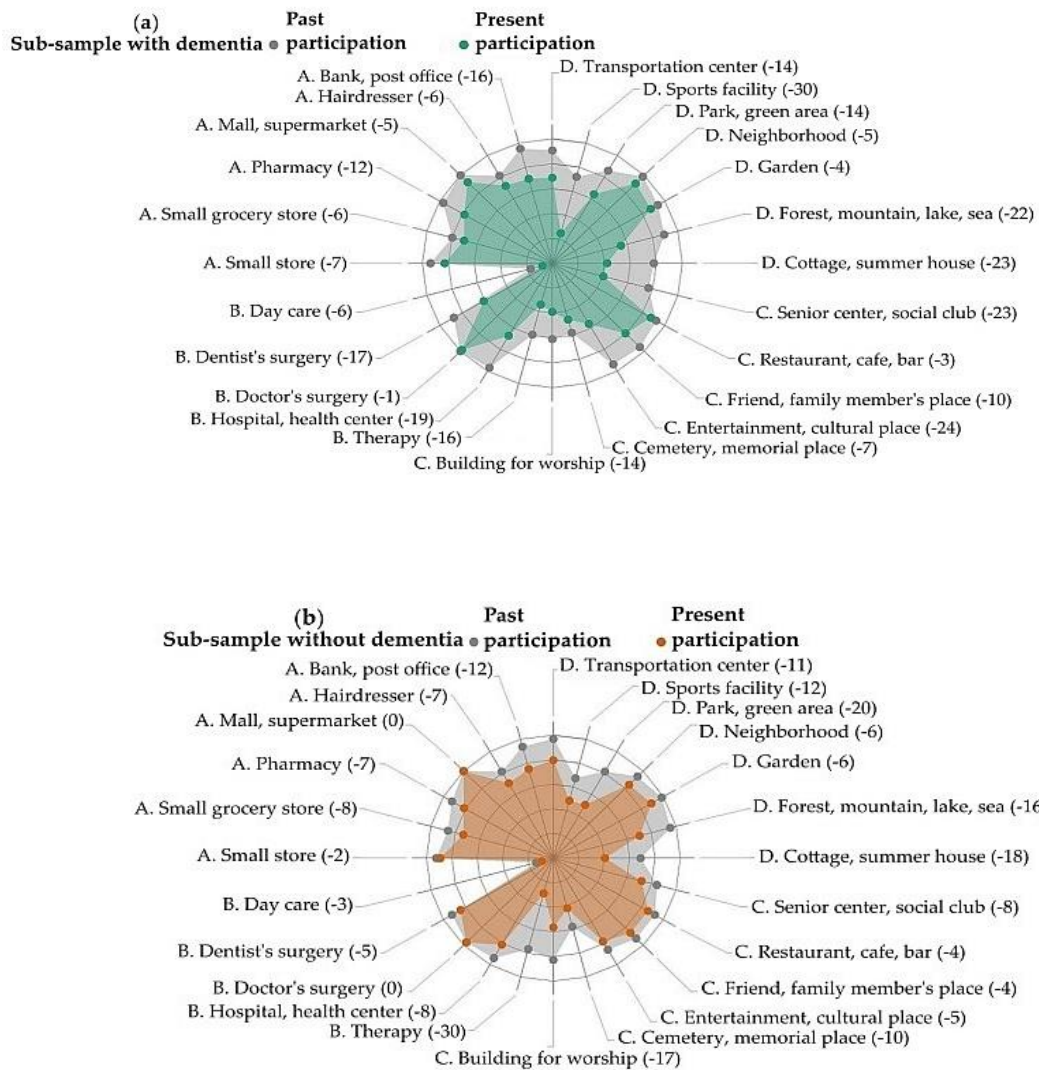 (a)
Sub-sample with dementia
Past participation
Present participation
A. Bank, post office (-16)
A. Hairdresser (-6)
A. Mall, supermarket (-5)
A. Pharmacy (-12)
A. Small grocery store (-6)
A. Small store (-7)
B. Day care (-6)
B. Dentist's surgery (-17)
B. Doctor's surgery (-1)
B. Hospital, health center (-19)
B. Therapy (-16)
C. Building for worship (-14)
D. Transportation center (-14)
D. Sports facility (-30)
D. Park, green area (-14)
D. Neighborhood (-5)
D. Garden (-4)
D. Forest, mountain, lake, sea (-22)
D. Cottage, summer house (-23)
C. Senior center, social club (-23)
C. Restaurant, cafe, bar (-3)
C. Friend, family member's place (-10)
C. Entertainment, cultural place (-24)
C. Cemetery, memorial place (-7)
(b)
Sub-sample without dementia
Past participation
Present participation
A. Bank, post office (-12)
A. Hairdresser (-7)
A. Mall, supermarket (0)
A. Pharmacy (-7)
A. Small grocery store (-8)
A. Small store (-2)
B. Day care (-3)
B. Dentist's surgery (-5)
B. Doctor's surgery (0)
B. Hospital, health center (-8)
B. Therapy (-30)
C. Building for worship (-17)
D. Transportation center (-11)
D. Sports facility (-12)
D. Park, green area (-20)
D. Neighborhood (-6)
D. Garden (-6)
D. Forest, mountain, lake, sea (-16
D. Cottage, summer house (-18)
C. Senior center, social club (-8)
C. Restaurant, cafe, bar (-4)
C. Friend, family member's place (-4)
C. Entertainment, cultural place (-5)
C. Cemetery, memorial place (-10)